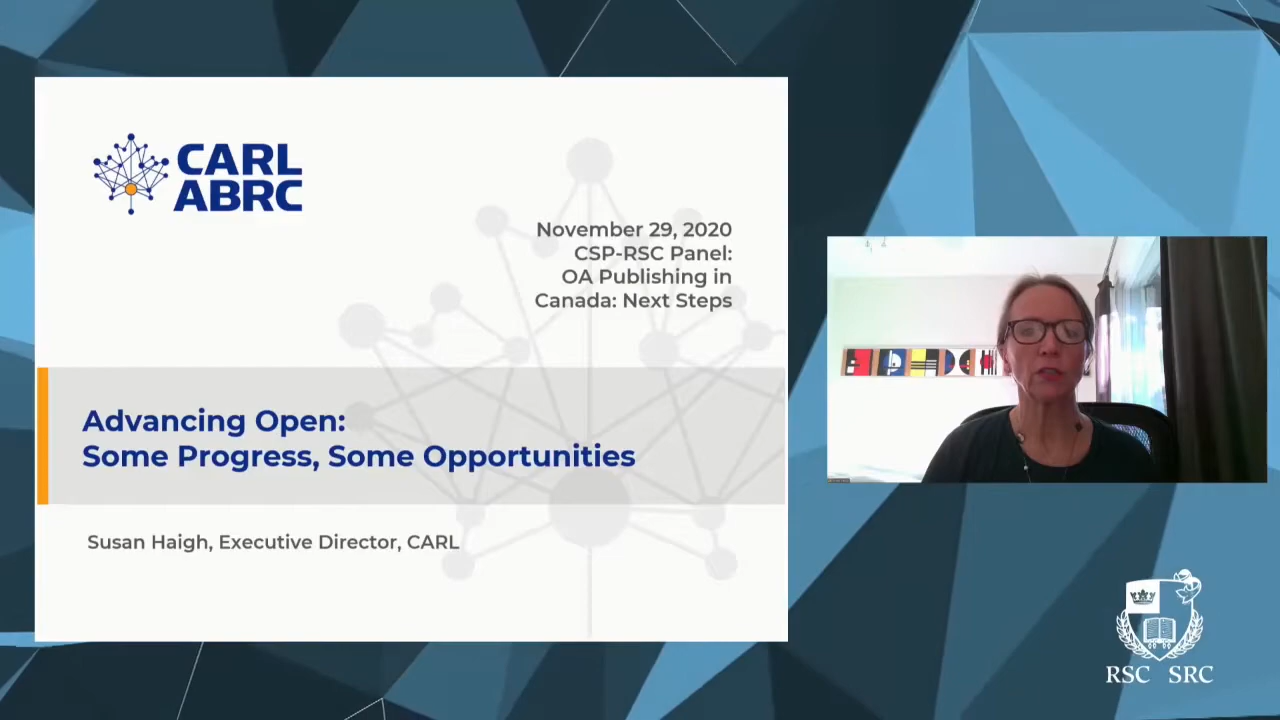 CARL
ABRC
November 29, 2020
CSP-RSC Panel:
OA Publishing in
Canada: Next Steps
Advancing Open:
Some Progress, Some Opportunities
Susan Haigh, Executive Director, CARL
RSC SRC